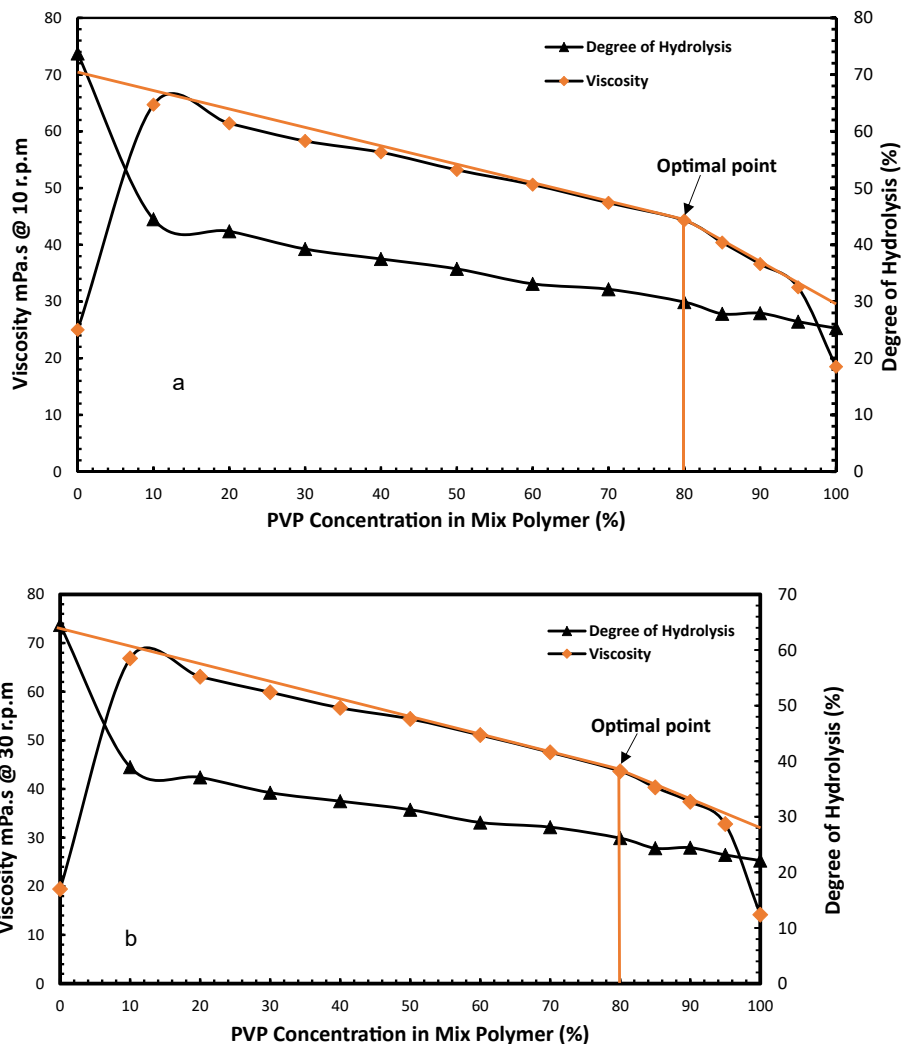 80
70
60
50
40
30
20
10
0
Viscosity mPa.s @ 10 r.p.m
Degree of Hydrolysis
Viscosity
Optimal point
a
80
70
60
50
40
30
20
10
0
Degree of Hydrolysis (%)
0 10 20 30 40 50 60 70 80 90 100
PVP Concentration in Mix Polymer (%)
80
70
60
50
40
30
20
10
0
Viscosity mPa.s @ 30 r.p.m
Degree of Hydrolysis
Viscosity
Optimal point
b
70
60
50
40
30
20
10
0
Degree of Hydrolysis (%)
0 10 20 30 40 50 60 70 80 90 100
PVP Concentration in Mix Polymer (%)